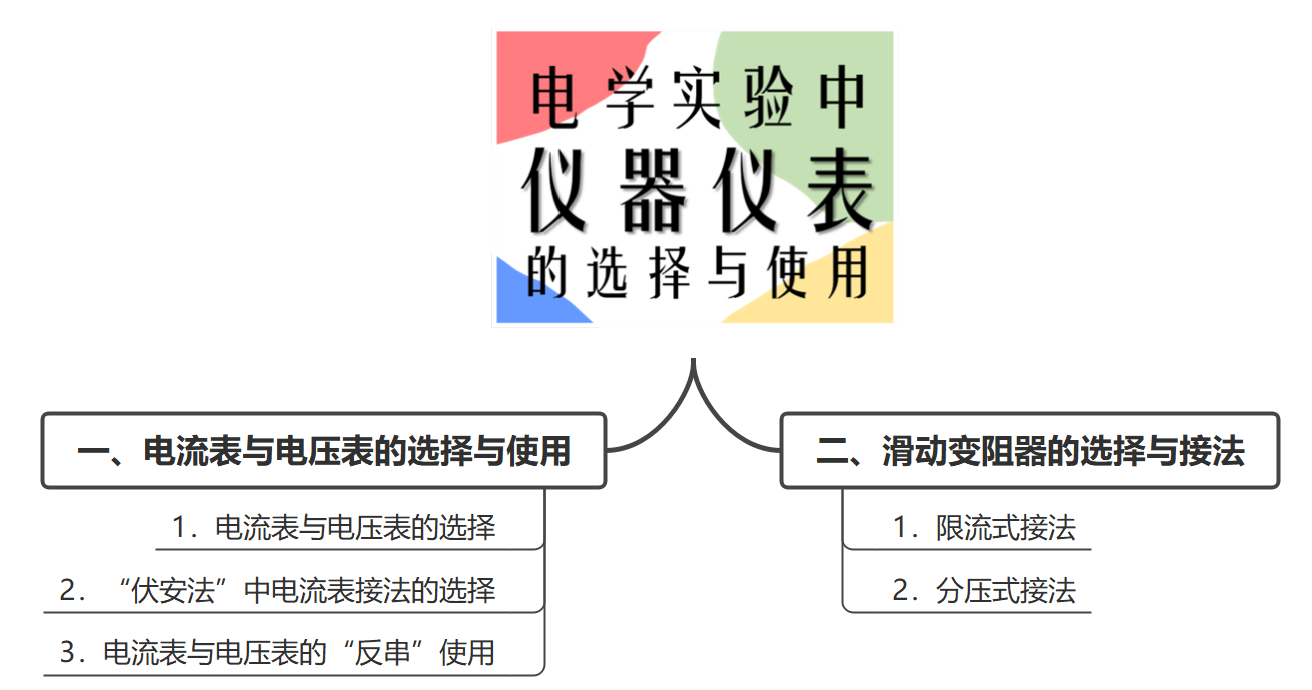 电学实验中
仪器仪表
的选择与使用
一、电流表与电压表的选择与使用
1．电流表与电压表的选择
2．“伏安法”中电流表接法的选择
3．电流表与电压表的“反串”使用
二、滑动变阻器的选择与接法
1．限流式接法
2．分压式接法